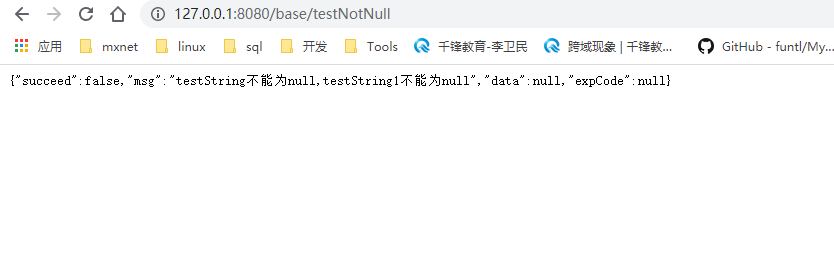 127.0.0.1:8080/base/testNotNull
应用 mxnet linux sql 开发 Tools 千锋教育-李卫民 跨域现象 | 千锋教... GitHub - funtl/My...
{"succeed":false,"msg":"testString不能为null,testString1不能为null","data":null,"expCode":null}